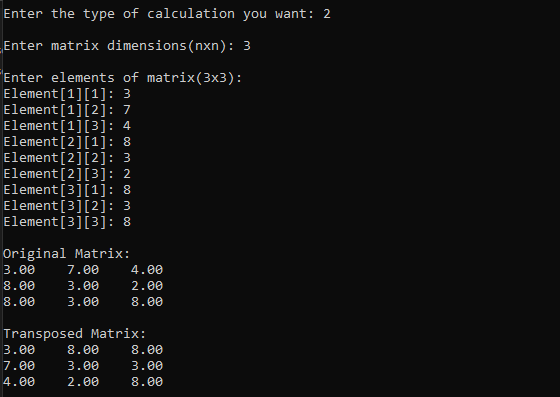 Enter the type of calculation you want: 2
Enter matrix dimensions(nxn): 3
Enter elements of matrix(3x3):
Element[1][1]: 3
Element[1][2]: 7
Element[1][3]: 4
Element[2][1]: 8
Element[2][2]: 3
Element[2][3]: 2
Element[3][1]: 8
Element[3][2]: 3
Element[3][3]: 8
Original Matrix:
3.00    7.00    4.00
8.00    3.00    2.00
8.00    3.00    8.00
Transposed Matrix:
3.00    8.00    8.00
7.00    3.00    3.00
4.00    2.00    8.00